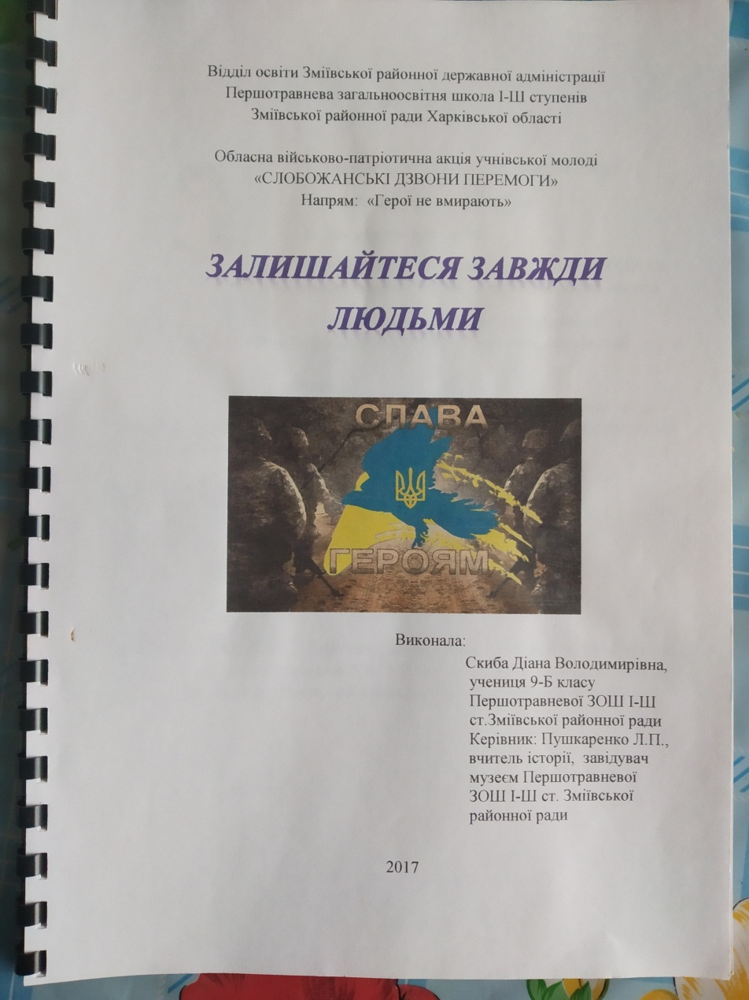 Відділ освіти Зміївської районної державної адміністрації
Першотравнева загальноосвітня школа І-Ш ступенів
Зміївської районної ради Харківської області
Обласна військово-патріотична акція учнівської молоді
«СЛОБОЖАНСЬКІ ДЗВОНИ ПЕРЕМОГИ»
Напрям: «Герої не вмирають»
ЗАЛИШАЙТЕСЯ ЗАВЖДИ
ЛЮДЬМИ
СЛАВА
ГЕРОЯМ
Виконала:
Скиба Діана Володимирівна,
учениця 9-Б класу
Першотравневої ЗОШ І-Ш
ст.Зміївської районної ради
Керівник: Пушкаренко Л.П.,
вчитель історії, завідувач
музеєм Першотравневої
ЗОШ І-Ш ст. Зміївської
районної ради
2017